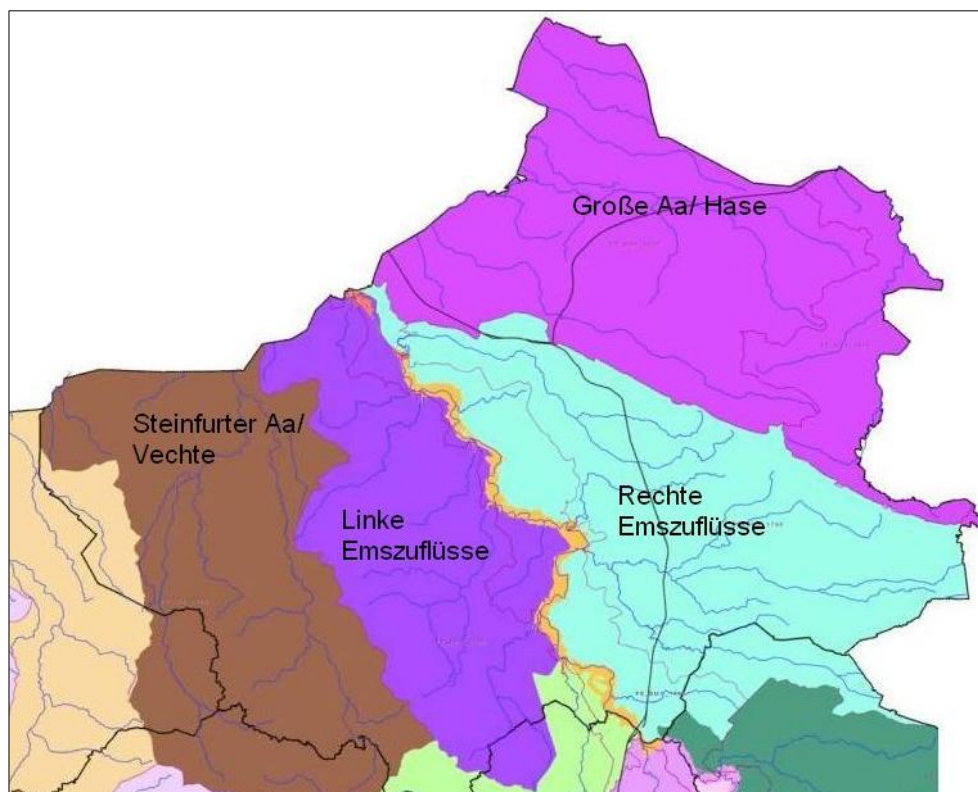 Große Aa/ Hase
Steinfurter Aa/
Vechte
Linke
Emszuflüsse
Rechte
Emszuflüsse